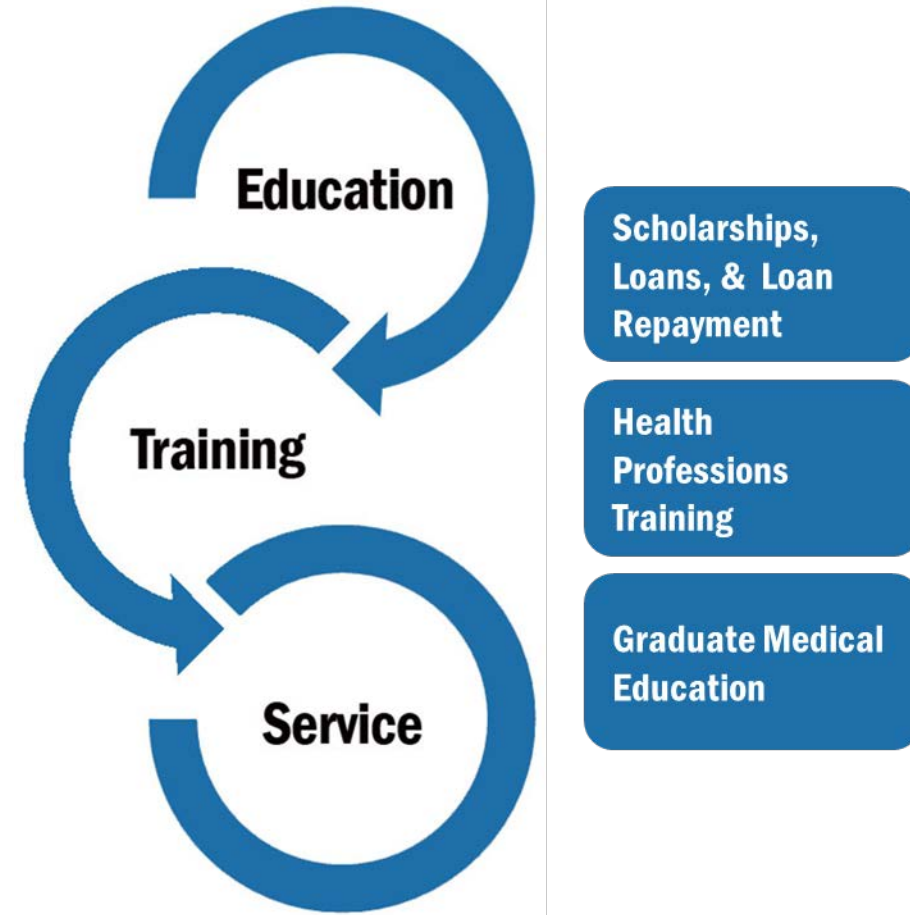 Education
Training
Service
Scholarships,
Loans, & Loan
Repayment
Health
Professions
Training
Graduate Medical
Education